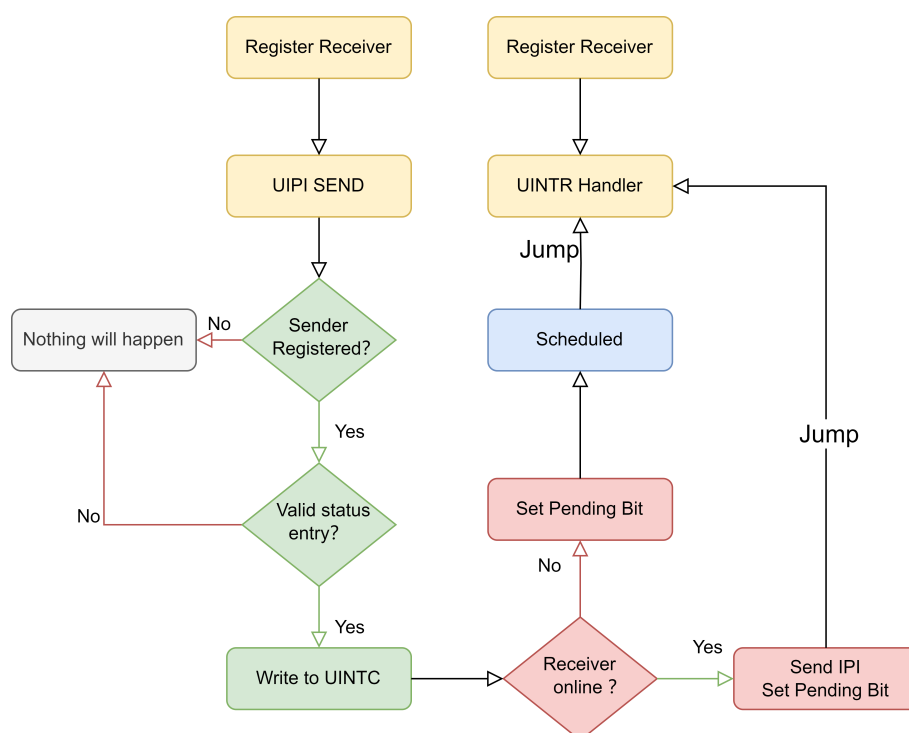 Register Receiver
Register Receiver
UIPI SEND
UINTR Handler
Jump
Nothing will happen
No
Sender
Registered?
Scheduled
Yes
Jump
Valid status
entry?
Set Pending Bit
No
No
Yes
Write to UINTC
Receiver
online ?
Yes
Send IPI
Set Pending Bit